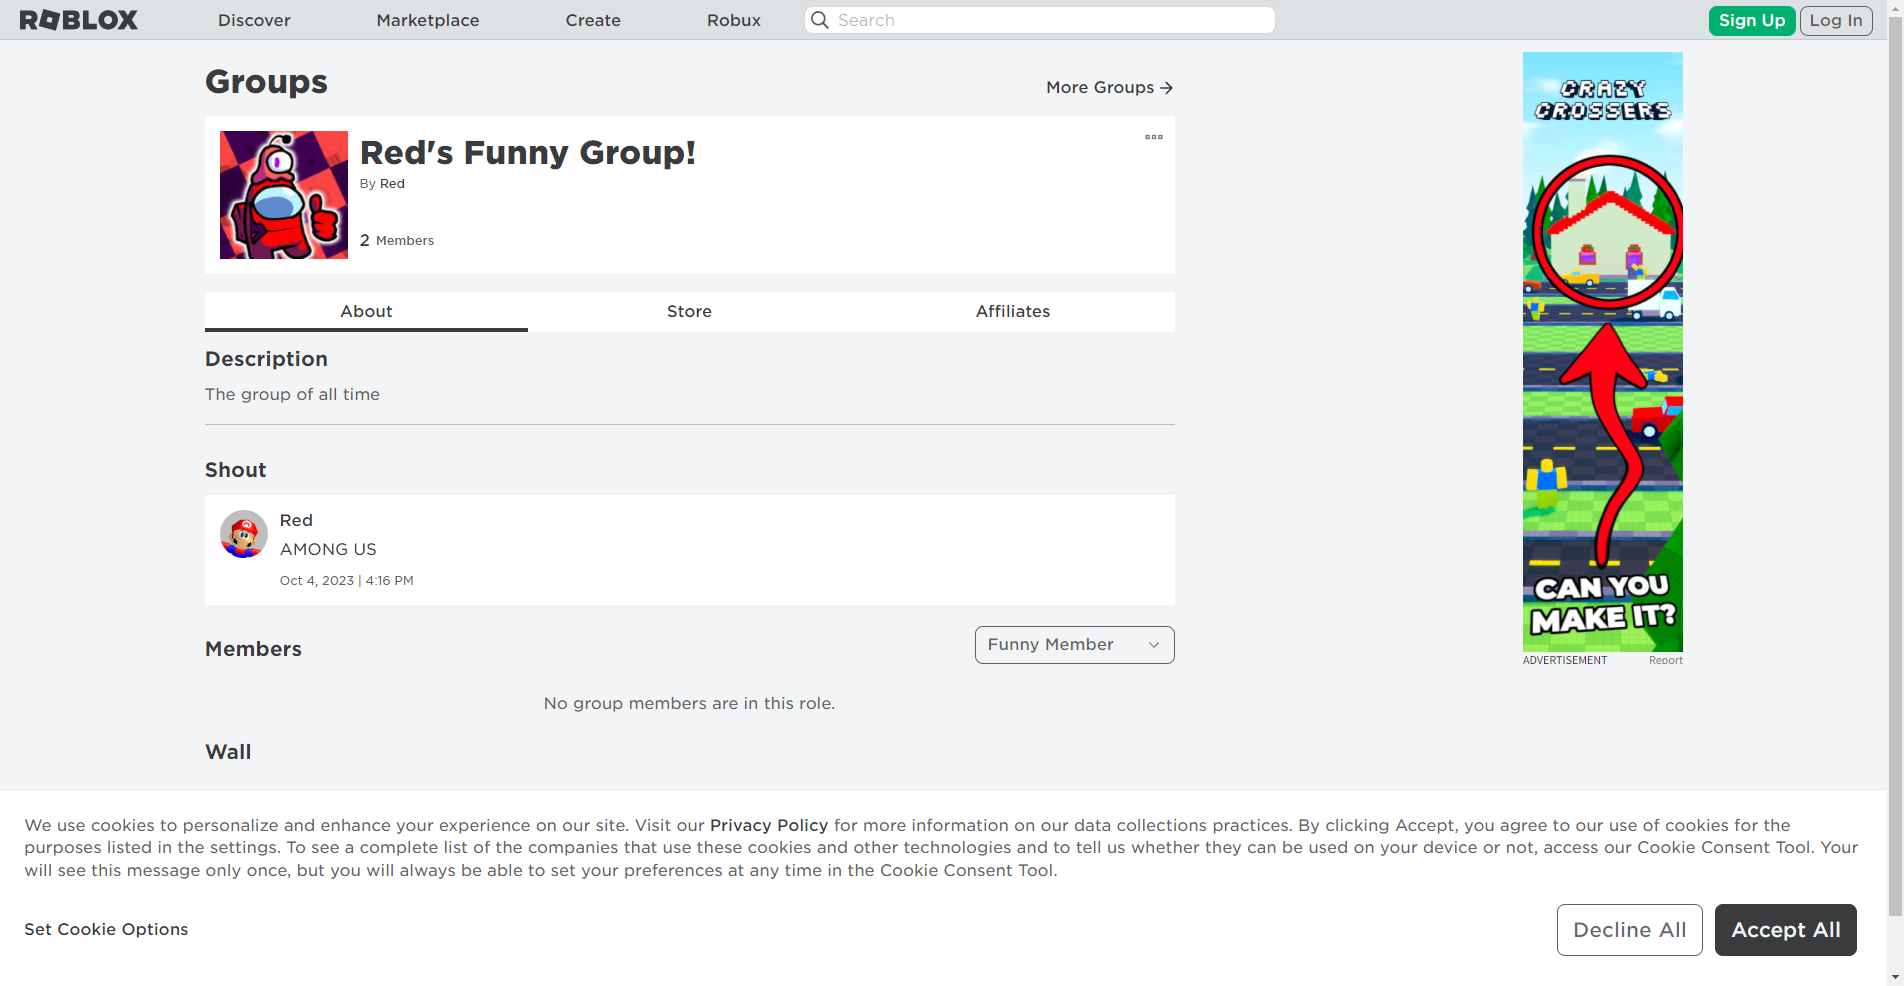 ROBLOX
Discover
Marketplace
Create
Robux
Search
Sign Up
Log In
Groups
More Groups
Red's Funny Group!
By Red
2 Members
About
Store
Affiliates
Description
The group of all time
Shout
Red
AMONG US
Oct 4, 2023 | 4:16 PM
Members
Funny Member
No group members are in this role.
Wall
CRAZY
CROSSERS
CAN YOU
MAKE IT?
ADVERTISEMENT
Report
We use cookies to personalize and enhance your experience on our site. Visit our Privacy Policy for more information on our data collections practices. By clicking Accept, you agree to our use of cookies for the
purposes listed in the settings. To see a complete list of the companies that use these cookies and other technologies and to tell us whether they can be used on your device or not, access our Cookie Consent Tool. Your
will see this message only once, but you will always be able to set your preferences at any time in the Cookie Consent Tool.
Set Cookie Options
Decline All
Accept All